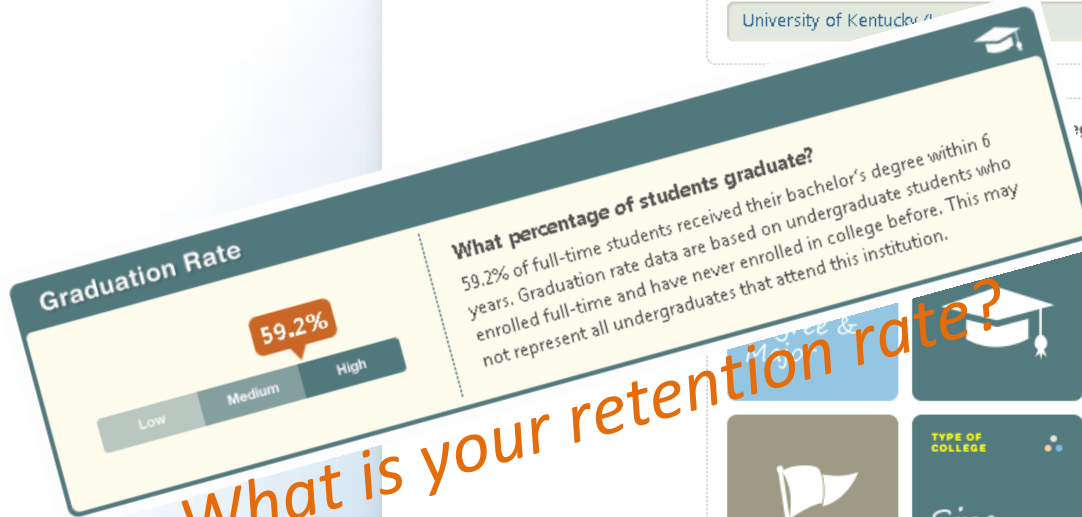 University of Kentucky
Graduation Rate
59.2%
Low
Medium
High
What percentage of students graduate?
59.2% of full-time students received their bachelor's degree within 6
years. Graduation rate data are based on undergraduate students who
enrolled full-time and have never enrolled in college before. This may
not represent all undergraduates that attend this institution.
What is your retention rate?
&
Major
TYPE OF
COLLEGE